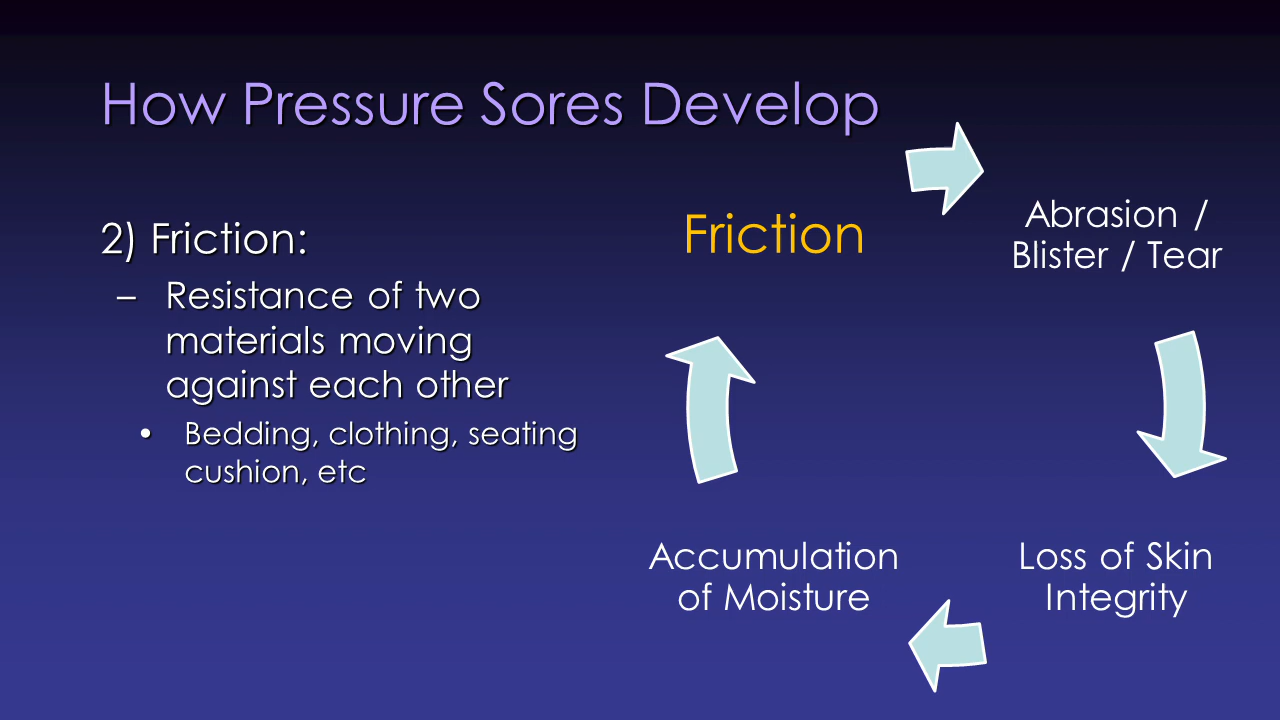 How Pressure Sores Develop
2) Friction:
– Resistance of two
materials moving
against each other
• Bedding, clothing, seating
cushion, etc
Friction
Abrasion /
Blister / Tear
Loss of Skin
Integrity
Accumulation
of Moisture